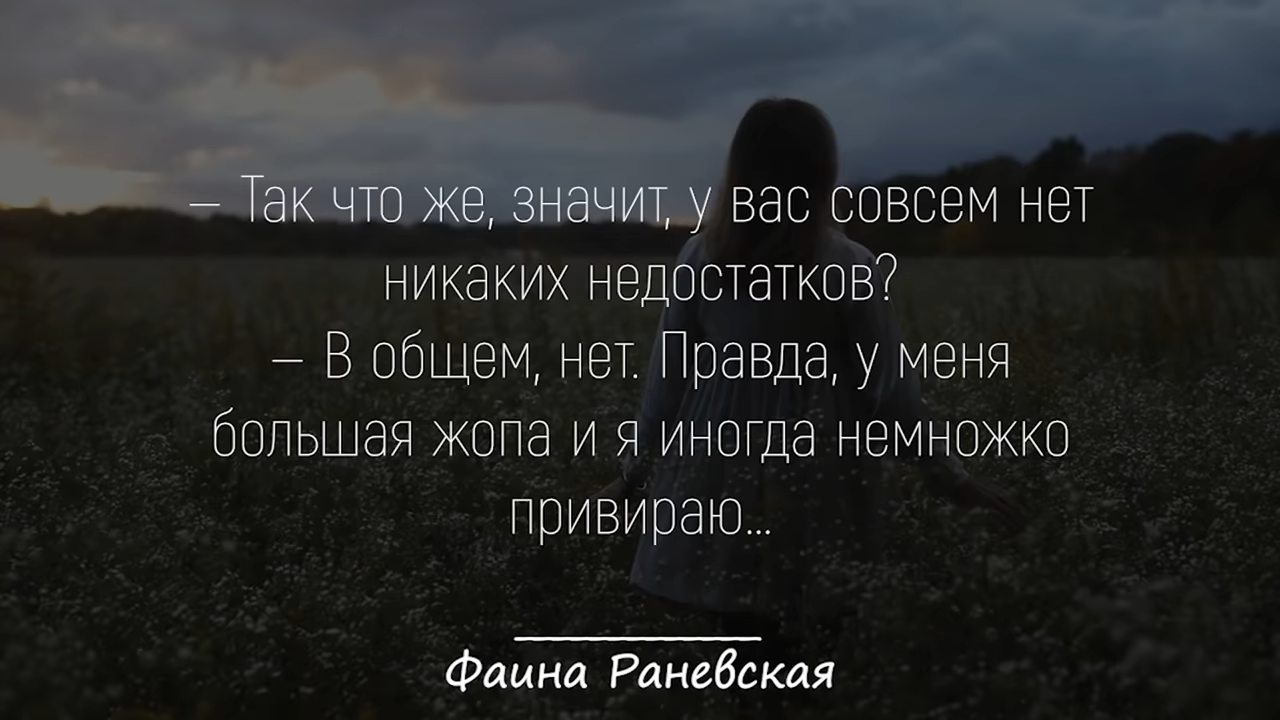 – Так что же, значит, у вас совсем нет
никаких недостатков?
– В общем, нет. Правда, у меня
большая жопа и я иногда немножко
привираю...
Фаина Раневская